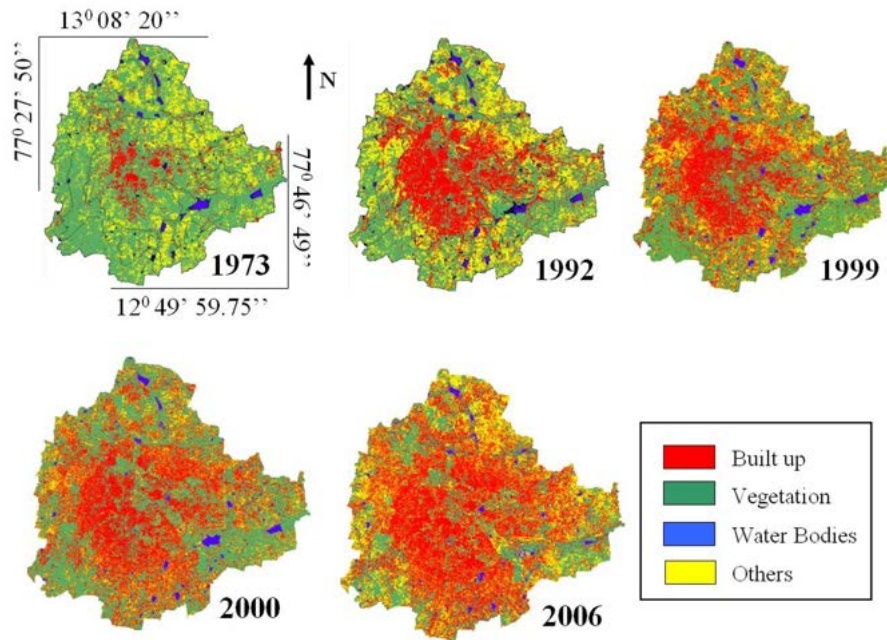 13⁰ 08’ 20’’
77⁰ 27’ 50’’
N
77⁰ 46’ 49’’
1973
1992
1999
12⁰ 49’ 59.75’’
2000
2006
Built up
Vegetation
Water Bodies
Others